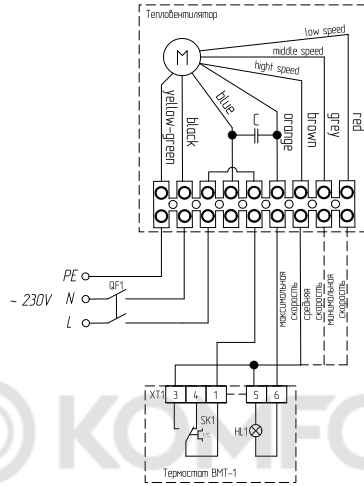 Тепловентилятор
low speed
middle speed
hight speed
M
yellow-green
black
blue
C
orange
brown
grey
red
PE
QF1
~ 230V
N
L
максимальная
скорость
средняя
скорость
минимальная
скорость
XT1
3
4
1
5
6
SK1
t°C
HL1
Термостат ВМТ-1
KOMFO